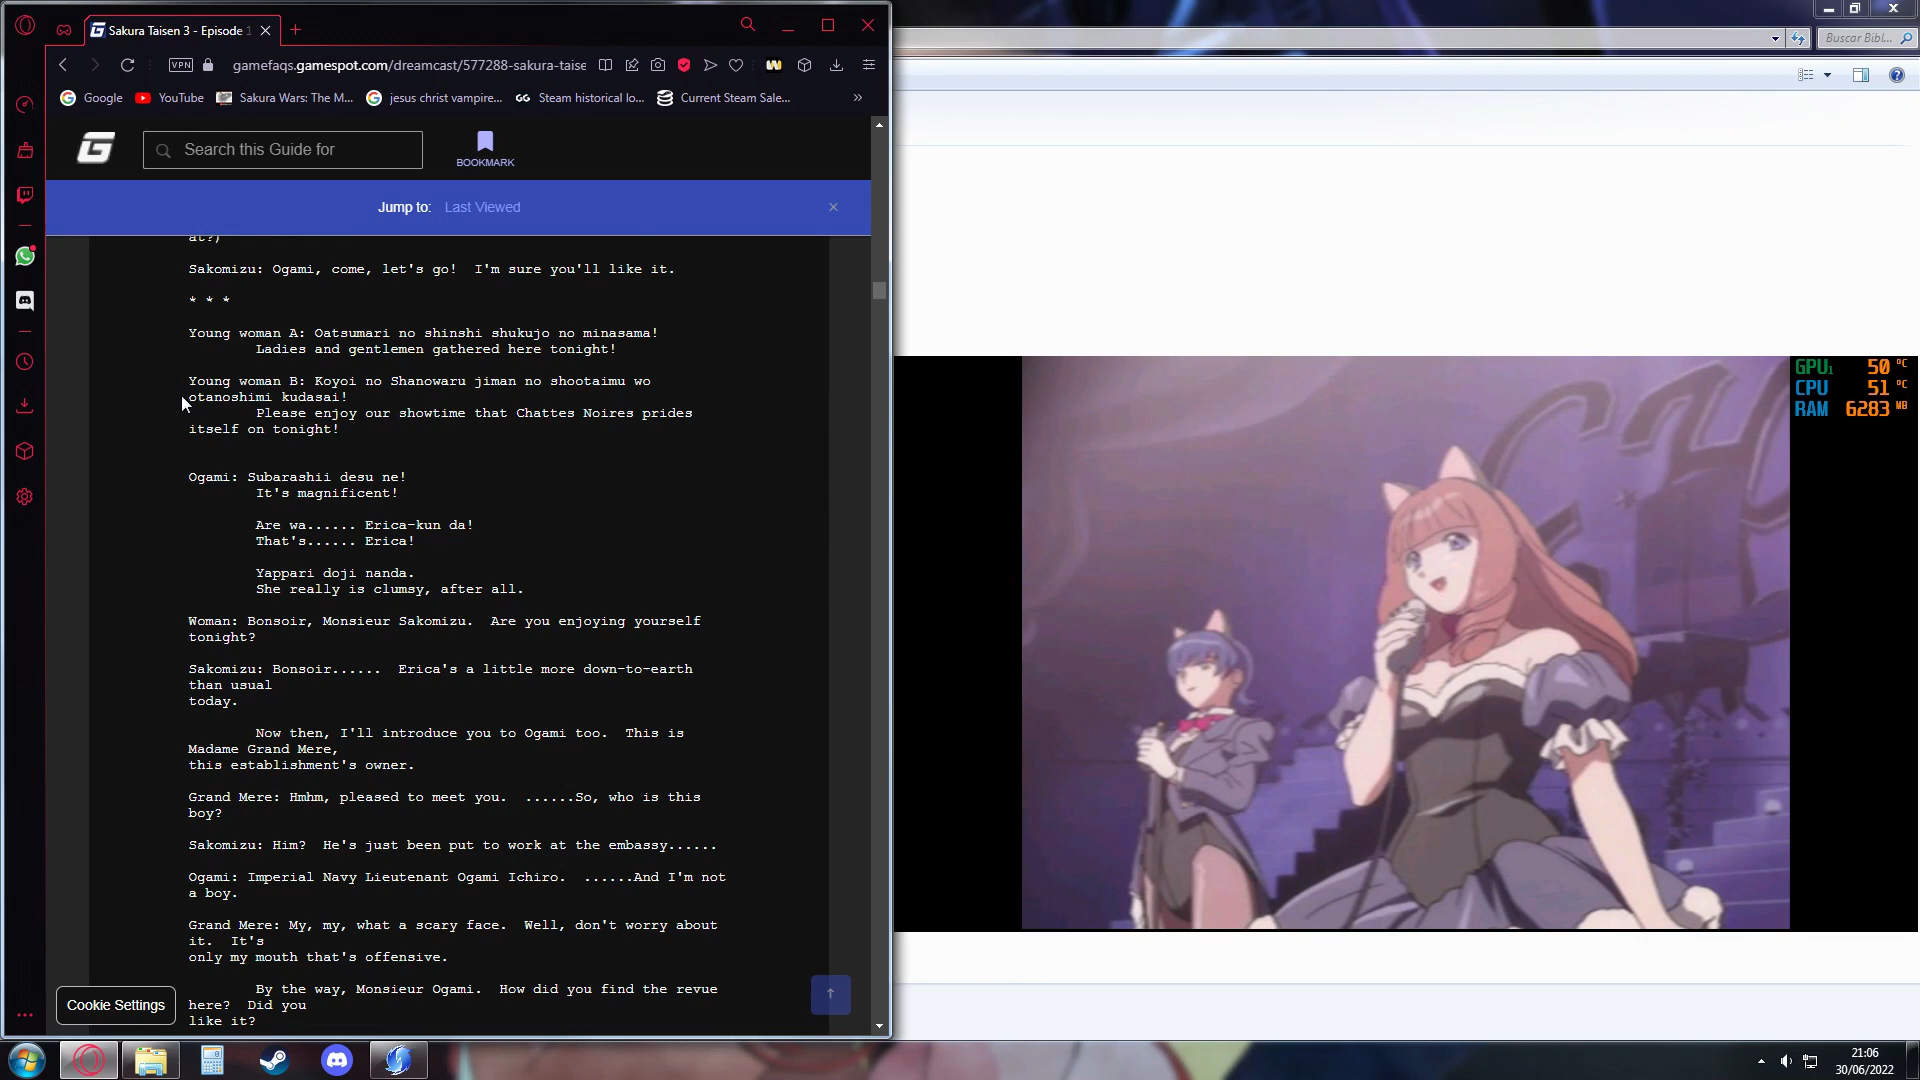 Sakura Taisen 3 - Episode 1
VPN
gamefaqs.gamespot.com/dreamcast/577288-sakura-taise
Google
YouTube
Sakura Wars: The M...
jesus christ vampire...
GG
Steam historical lo...
Current Steam Sale...
»
Search this Guide for
BOOKMARK
Jump to: Last Viewed
at?)
Sakomizu: Ogami, come, let's go!  I'm sure you'll like it.
* * *
Young woman A: Oatsumari no shinshi shukujo no minasama!
Ladies and gentlemen gathered here tonight!
Young woman B: Koyoi no Shanowaru jiman no shootaimu wo
otanoshimi kudasai!
Please enjoy our showtime that Chattes Noires prides
itself on tonight!
Ogami: Subarashii desu ne!
It's magnificent!
Are wa...... Erica-kun da!
That's...... Erica!
Yappari doji nanda.
She really is clumsy, after all.
Woman: Bonsoir, Monsieur Sakomizu.  Are you enjoying yourself
tonight?
Sakomizu: Bonsoir......  Erica's a little more down-to-earth
than usual
today.
Now then, I'll introduce you to Ogami too.  This is
Madame Grand Mere,
this establishment's owner.
Grand Mere: Hmhm, pleased to meet you.  ......So, who is this
boy?
Sakomizu: Him?  He's just been put to work at the embassy......
Ogami: Imperial Navy Lieutenant Ogami Ichiro.  ......And I'm not
a boy.
Grand Mere: My, my, what a scary face.  Well, don't worry about
it.  It's
only my mouth that's offensive.
By the way, Monsieur Ogami.  How did you find the revue
here?  Did you
like it?
Cookie Settings
Buscar Bibl...
GPU1 50 °C
CPU 51 °C
RAM 6283 MB
21:06
30/06/2022